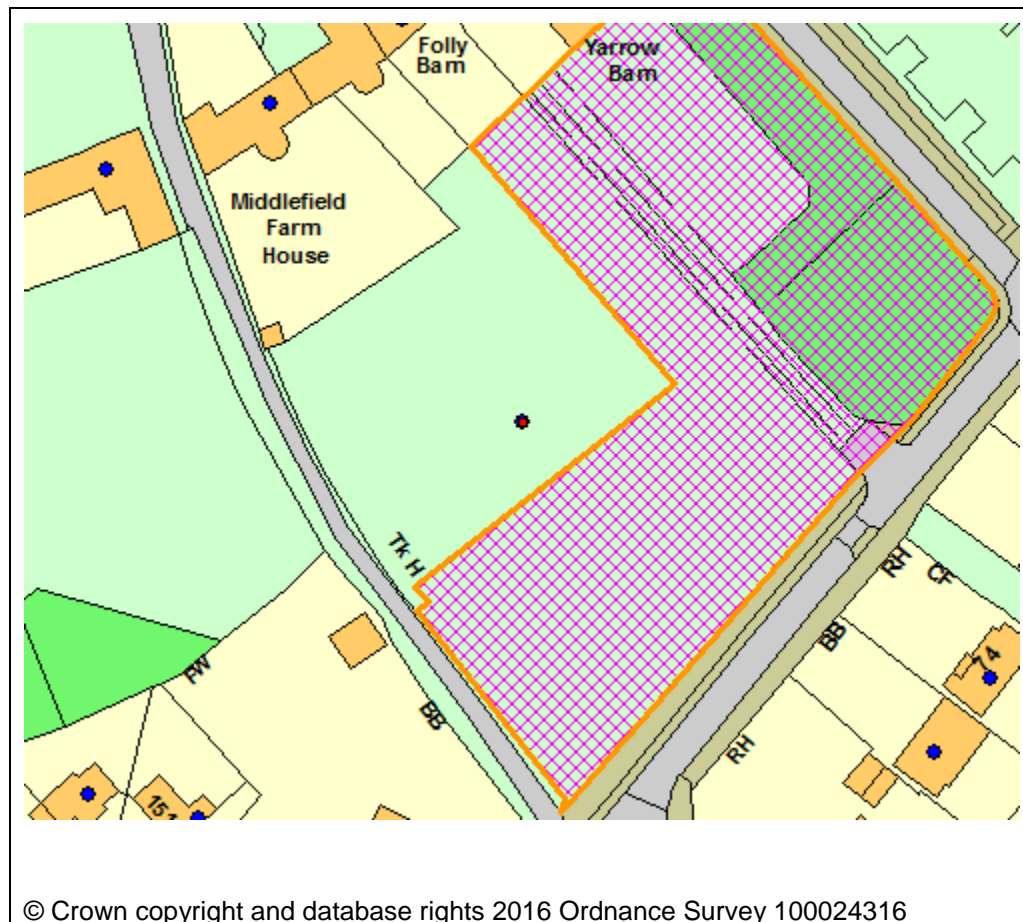 Folly
Barn
Yarrow
Barn
Middlefield
Farm
House
Tk H
FW
BB
RH
CF
BB
RH
74
151
© Crown copyright and database rights 2016 Ordnance Survey 100024316